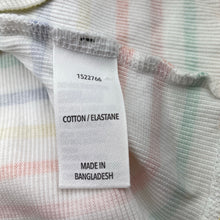 1522766
COTTON / ELASTANE
MADE IN
BANGLADESH